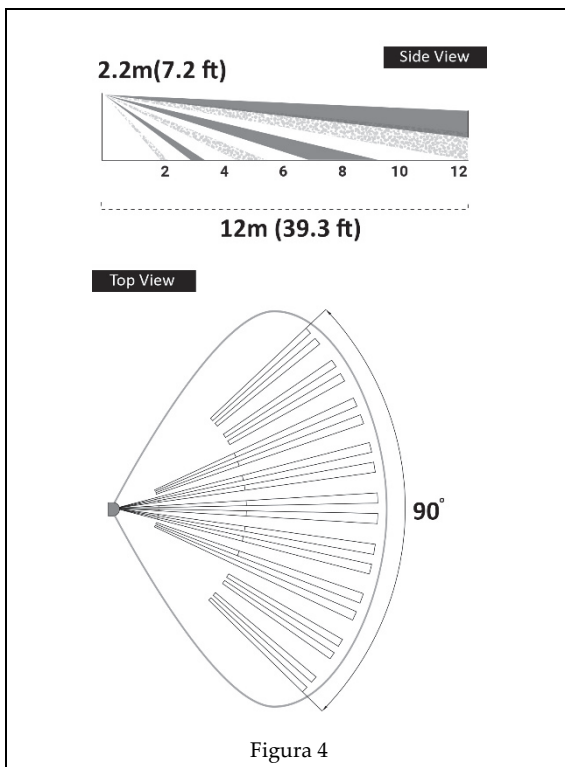 Side View
2.2m(7.2 ft)
2 4 6 8 10 12
12m (39.3 ft)
Top View
90°
Figura 4